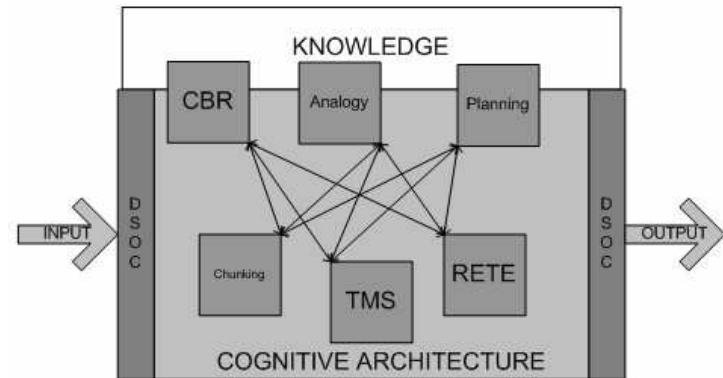 KNOWLEDGE
CBR
Analogy
Planning
D
S
O
C
INPUT
D
S
O
C
OUTPUT
Chunking
TMS
RETE
COGNITIVE ARCHITECTURE